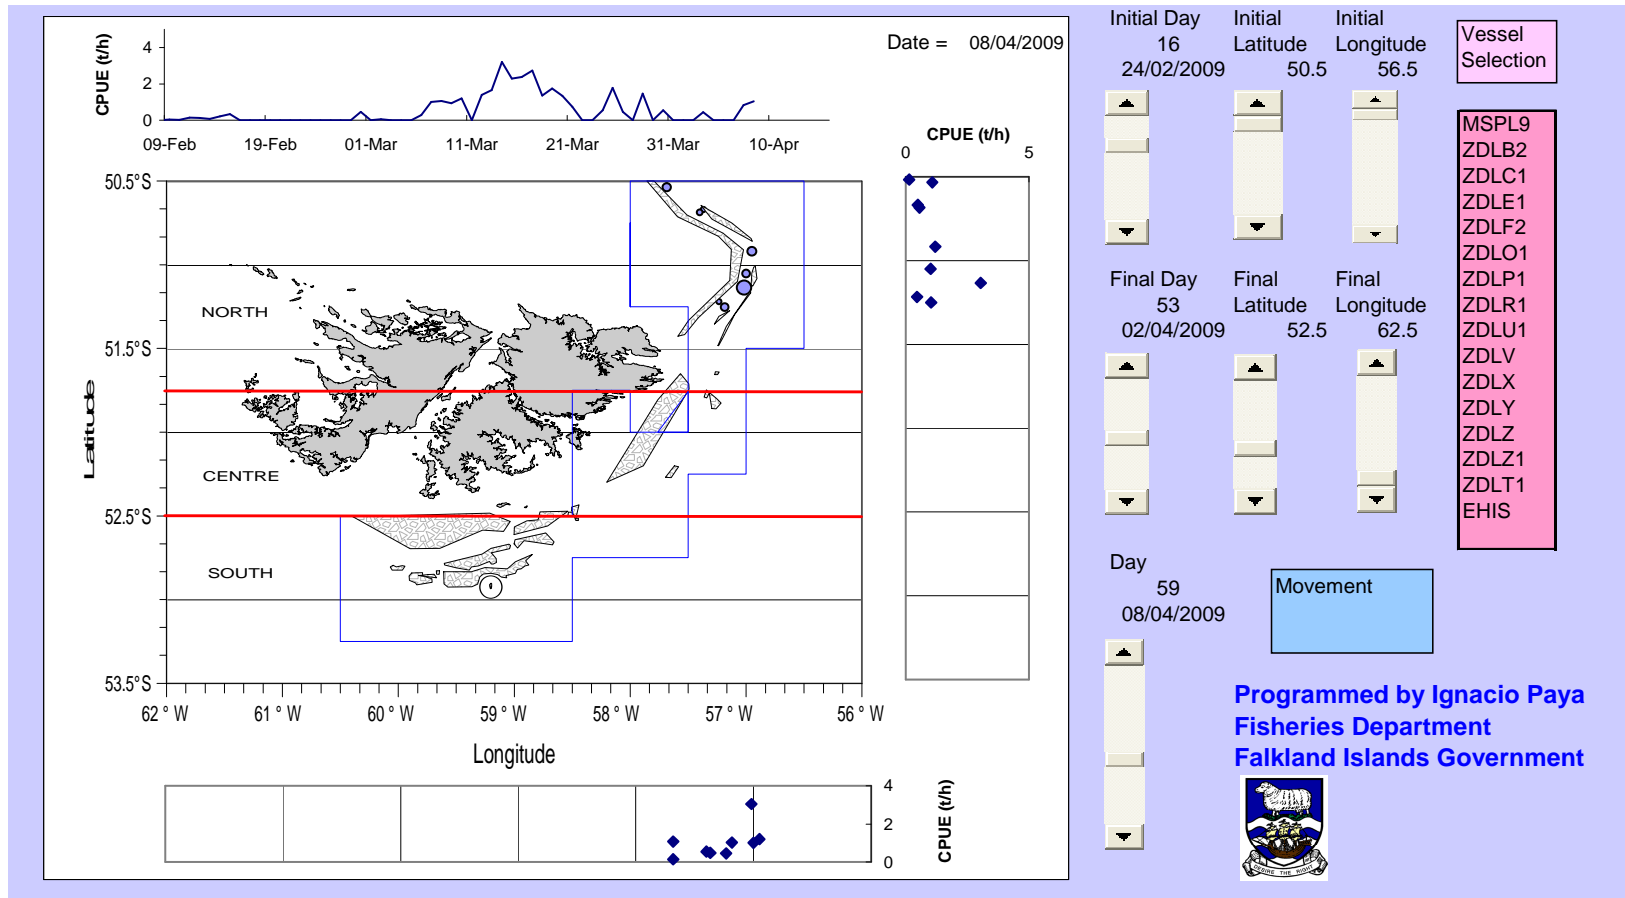 CPUE (t/h)
4
2
0
09-Feb 19-Feb 01-Mar 11-Mar 21-Mar 31-Mar 10-Apr
Date = 08/04/2009
CPUE (t/h)
0 5
Latitude
50.5°S
51.5°S
52.5°S
53.5°S
NORTH
CENTRE
SOUTH
62 ° W 61 ° W 60 ° W 59 ° W 58 ° W 57 ° W 56 ° W
Longitude
4
2
0
CPUE (t/h)
Initial Day
16
24/02/2009
Initial
Latitude
50.5
Initial
Longitude
56.5
Vessel
Selection
MSPL9
ZDLB2
ZDLC1
ZDLE1
ZDLF2
ZDLO1
ZDLP1
ZDLR1
ZDLU1
ZDLV
ZDLX
ZDLY
ZDLZ
ZDLZ1
ZDLT1
EHIS
Final Day
53
02/04/2009
Final
Latitude
52.5
Final
Longitude
62.5
Day
59
08/04/2009
Movement
Programmed by Ignacio Paya
Fisheries Department
Falkland Islands Government
DESIRE THE RIGHT